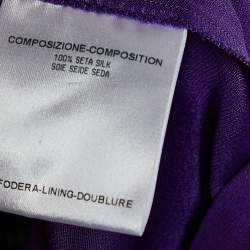 COMPOSIZIONE-COMPOSITION
100% SETA SILK
SOIE SEIDE SEDA
FODERA-LINING-DOUBLURE